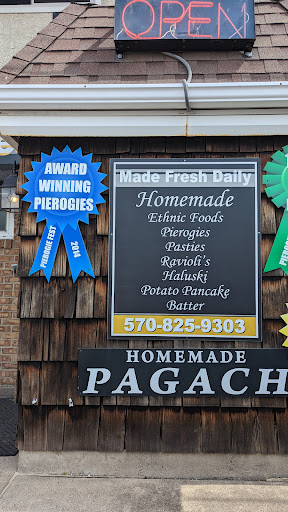 OPEN
AWARD
WINNING
PIEROGIES
PIEROGIE FEST
2014
Made Fresh Daily
Homemade
Ethnic Foods
Pierogies
Pasties
Ravioli's
Haluski
Potato Pancake
Batter
570-825-9303
HOMEMADE
PAGACH